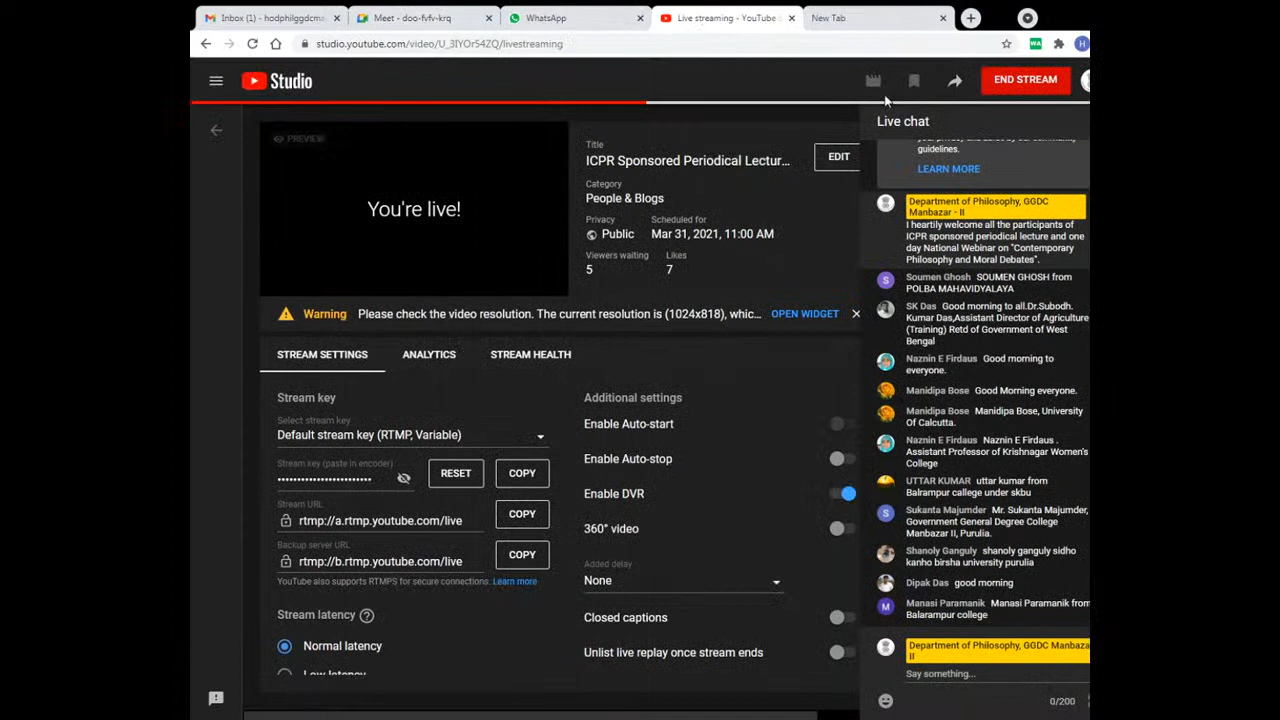 Inbox (1) - hodphilggdcma
Meet - doo-fvfv-krq
WhatsApp
Live streaming - YouTube
New Tab
studio.youtube.com/video/U_3IYOr54ZQ/livestreaming
WA
H
Studio
END STREAM
PREVIEW
You're live!
Title
ICPR Sponsored Periodical Lectur...
EDIT
Category
People & Blogs
Privacy
Scheduled for
Public
Mar 31, 2021, 11:00 AM
Viewers waiting
Likes
5
7
Warning Please check the video resolution. The current resolution is (1024x818), whic... OPEN WIDGET
STREAM SETTINGS
ANALYTICS
STREAM HEALTH
Stream key
Select stream key
Default stream key (RTMP, Variable)
Stream key (paste in encoder)
RESET
COPY
Stream URL
rtmp://a.rtmp.youtube.com/live
COPY
Backup server URL
rtmp://b.rtmp.youtube.com/live
COPY
YouTube also supports RTMPS for secure connections. Learn more
Stream latency
Normal latency
Low latency
Additional settings
Enable Auto-start
Enable Auto-stop
Enable DVR
360° video
Added delay
None
Closed captions
Unlist live replay once stream ends
Live chat
guidelines.
LEARN MORE
Department of Philosophy, GGDC
Manbazar - II
I heartily welcome all the participants of
ICPR sponsored periodical lecture and one
day National Webinar on "Contemporary
Philosophy and Moral Debates".
S
Soumen Ghosh SOUMEN GHOSH from
POLBA MAHAVIDYALAYA
SK Das Good morning to all.Dr.Subodh.
Kumar Das,Assistant Director of Agriculture
(Training) Retd of Government of West
Bengal
Naznin E Firdaus Good morning to
everyone.
Manidipa Bose Good Morning everyone.
Manidipa Bose Manidipa Bose, University
Of Calcutta.
Naznin E Firdaus Naznin E Firdaus .
Assistant Professor of Krishnagar Women's
College
UTTAR KUMAR uttar kumar from
Balrampur callege under skbu
S
Sukanta Majumder Mr. Sukanta Majumder,
Government General Degree College
Manbazar II, Purulia.
Shanoly Ganguly shanoly ganguly sidho
kanho birsha university purulia
Dipak Das good morning
M
Manasi Paramanik Manasi Paramanik from
Balarampur college
Department of Philosophy, GGDC Manbaza
II
Say something...
0/200